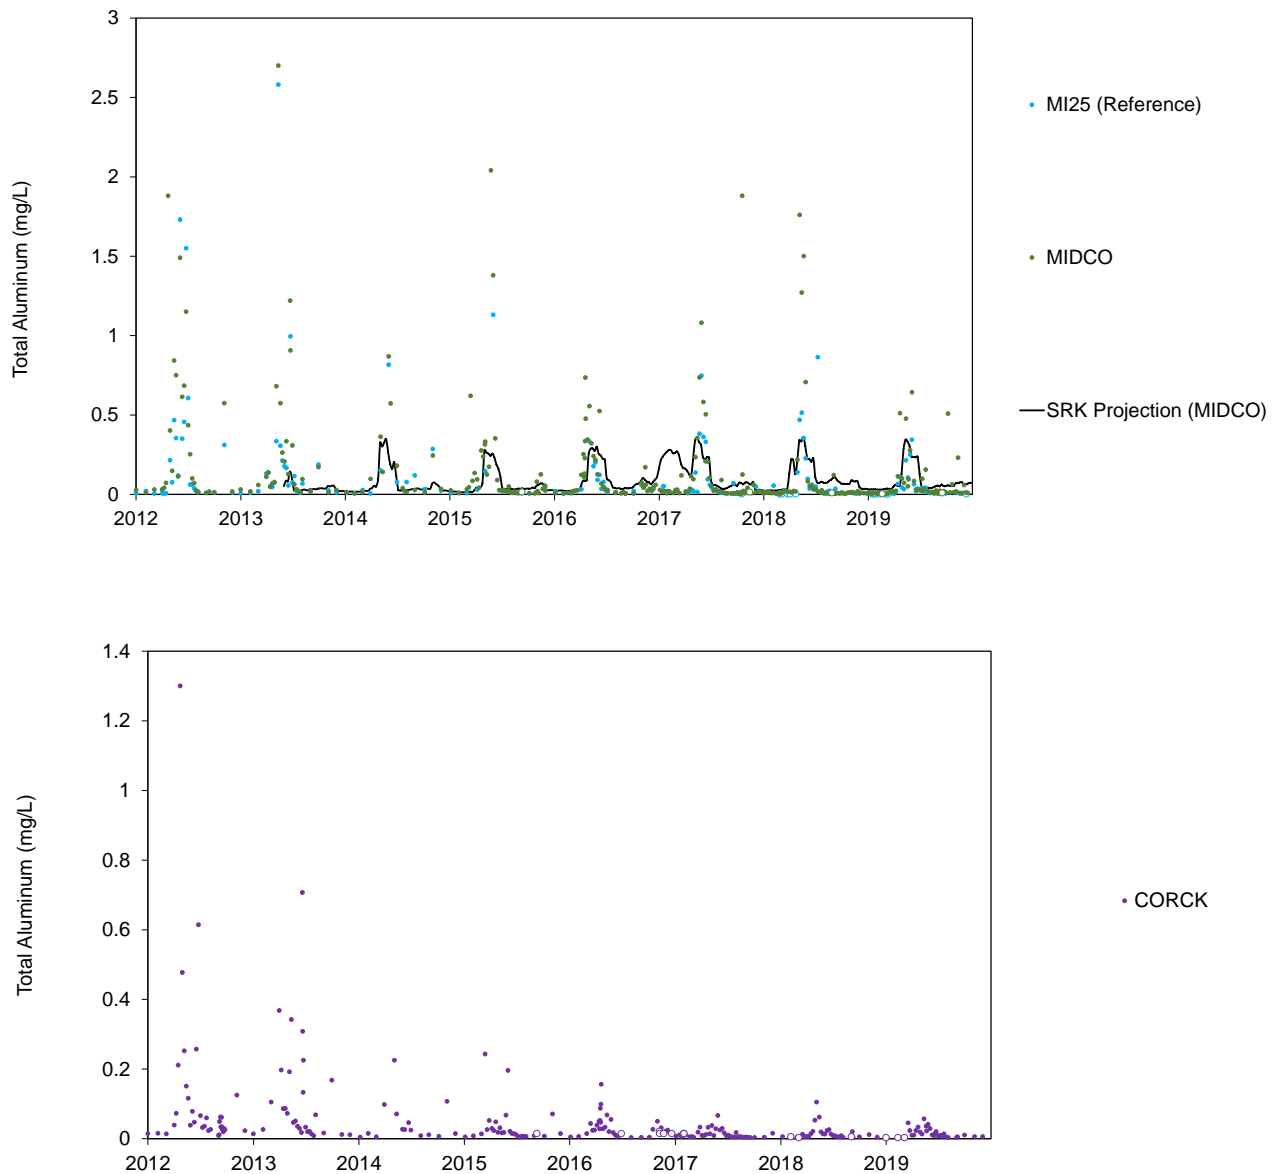 3
2.5
2
1.5
1
0.5
0
Total Aluminum (mg/L)
2012 2013 2014 2015 2016 2017 2018 2019
MI25 (Reference)
MIDCO
SRK Projection (MIDCO)
1.4
1.2
1
0.8
0.6
0.4
0.2
0
Total Aluminum (mg/L)
2012 2013 2014 2015 2016 2017 2018 2019
CORCK